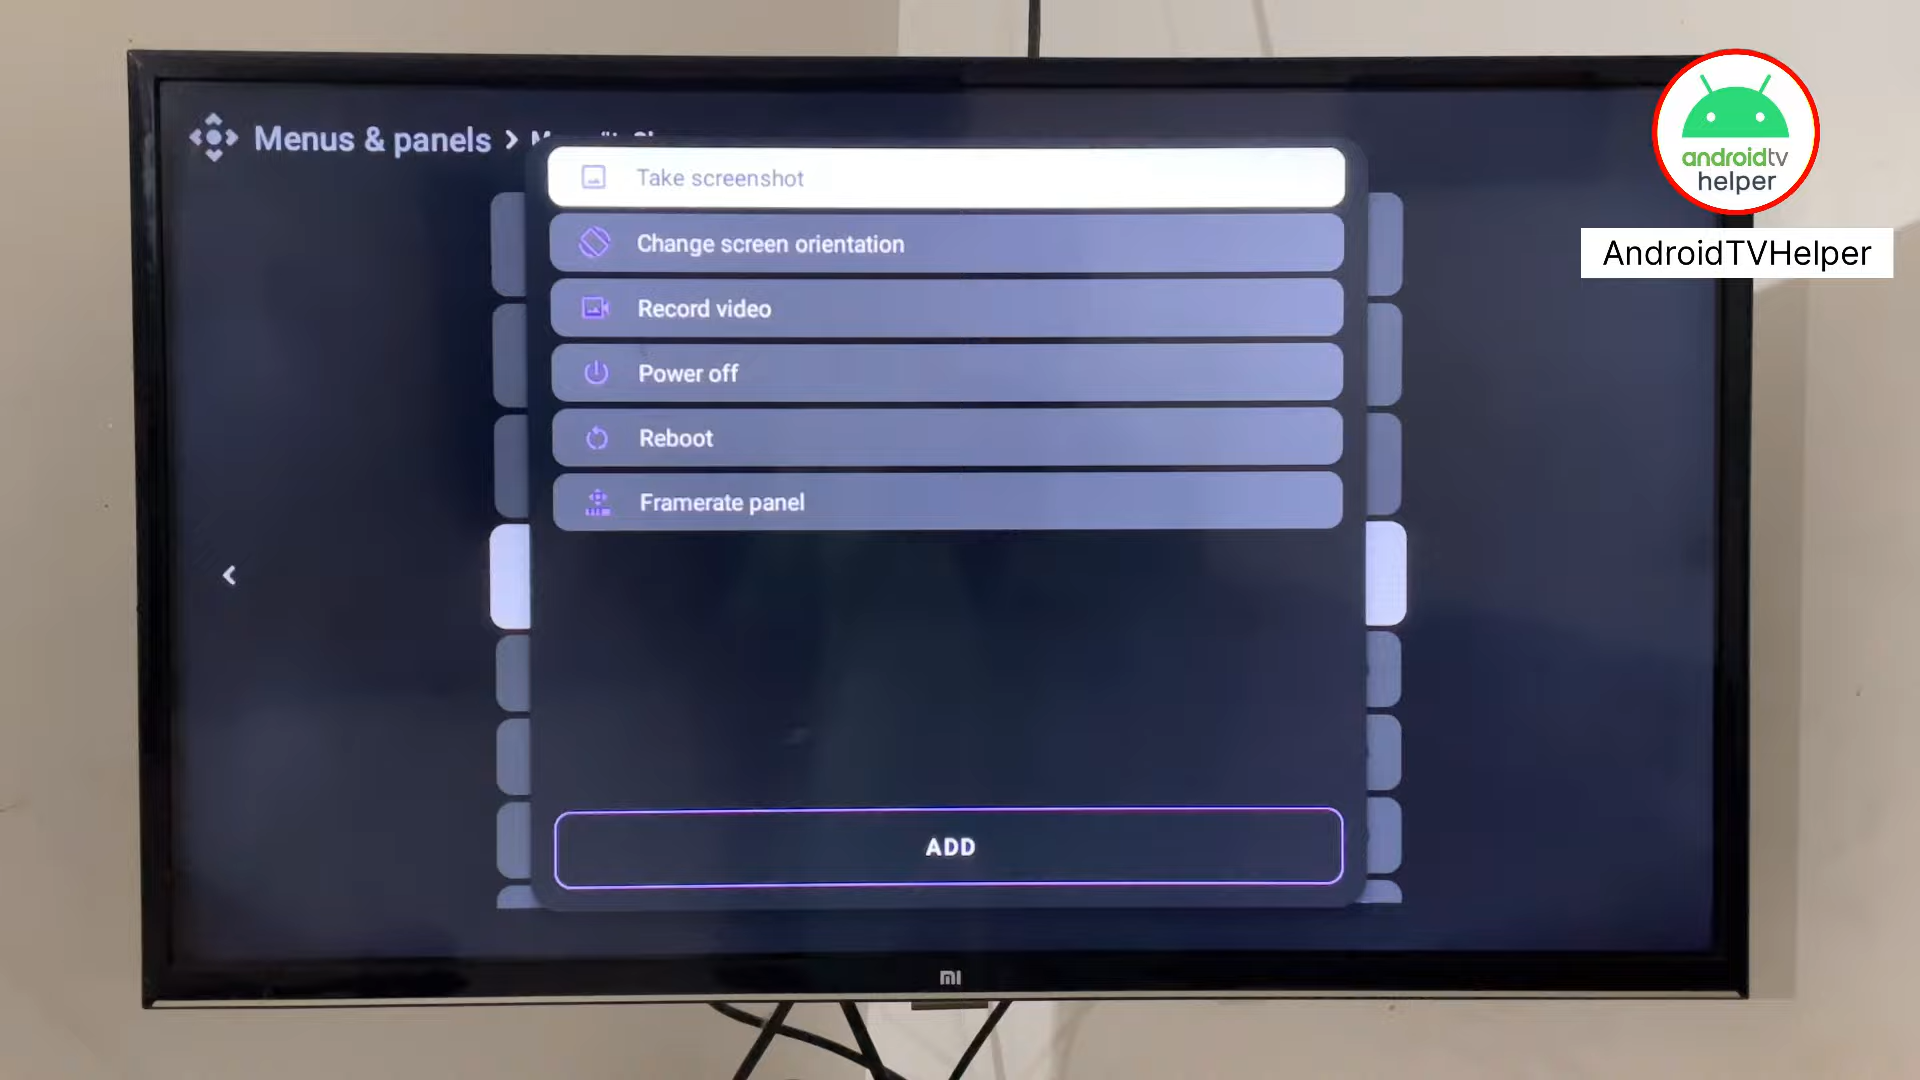 Menus & panels >
Take screenshot
Change screen orientation
Record video
Power off
Reboot
Framerate panel
ADD
mi
androidtv
helper
AndroidTVHelper